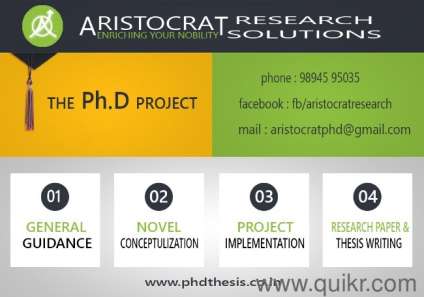 ARISTOCRAT RESEARCH
ENRICHING YOUR NOBILITY SOLUTIONS
THE Ph.D PROJECT
phone : 98945 95035
facebook : fb/aristocratresearch
mail : aristocratphd@gmail.com
01
GENERAL
GUIDANCE
02
NOVEL
CONCEPTULIZATION
03
PROJECT
IMPLEMENTATION
04
RESEARCH PAPER &
THESIS WRITING
www.phdthesis.co.in
www.quikr.com